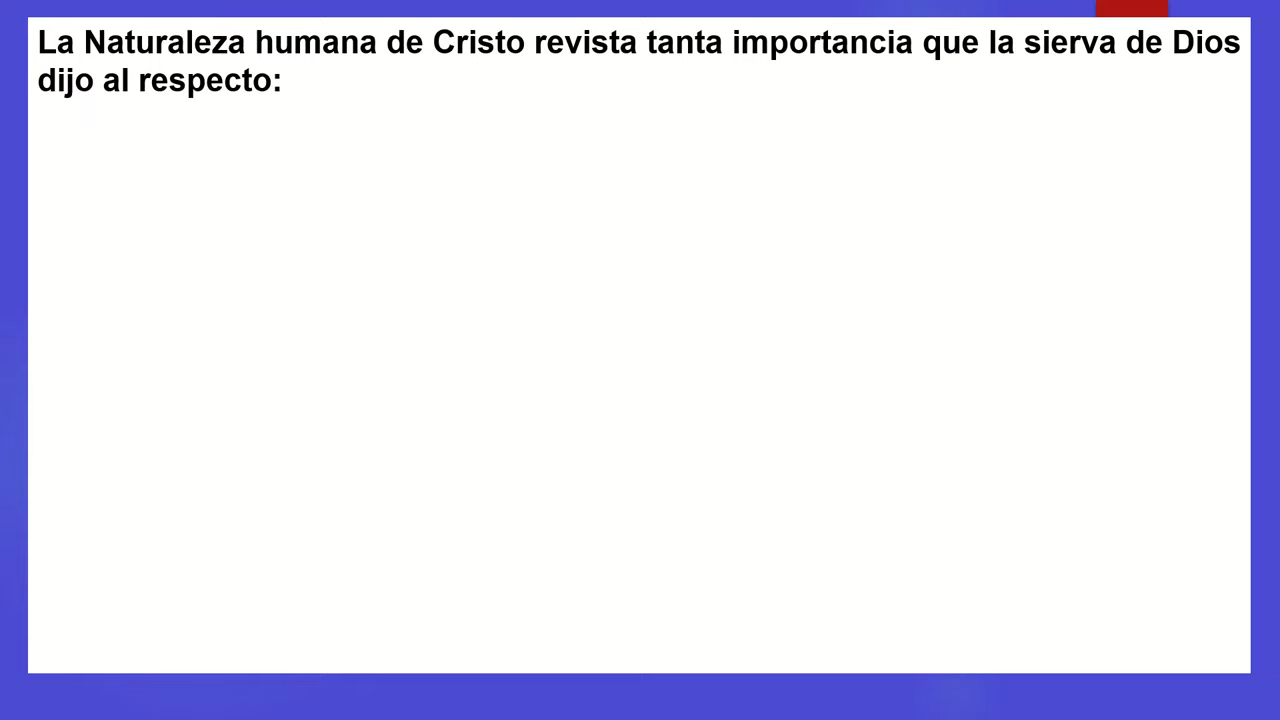 La Naturaleza humana de Cristo revista tanta importancia que la sierva de Dios
dijo al respecto: